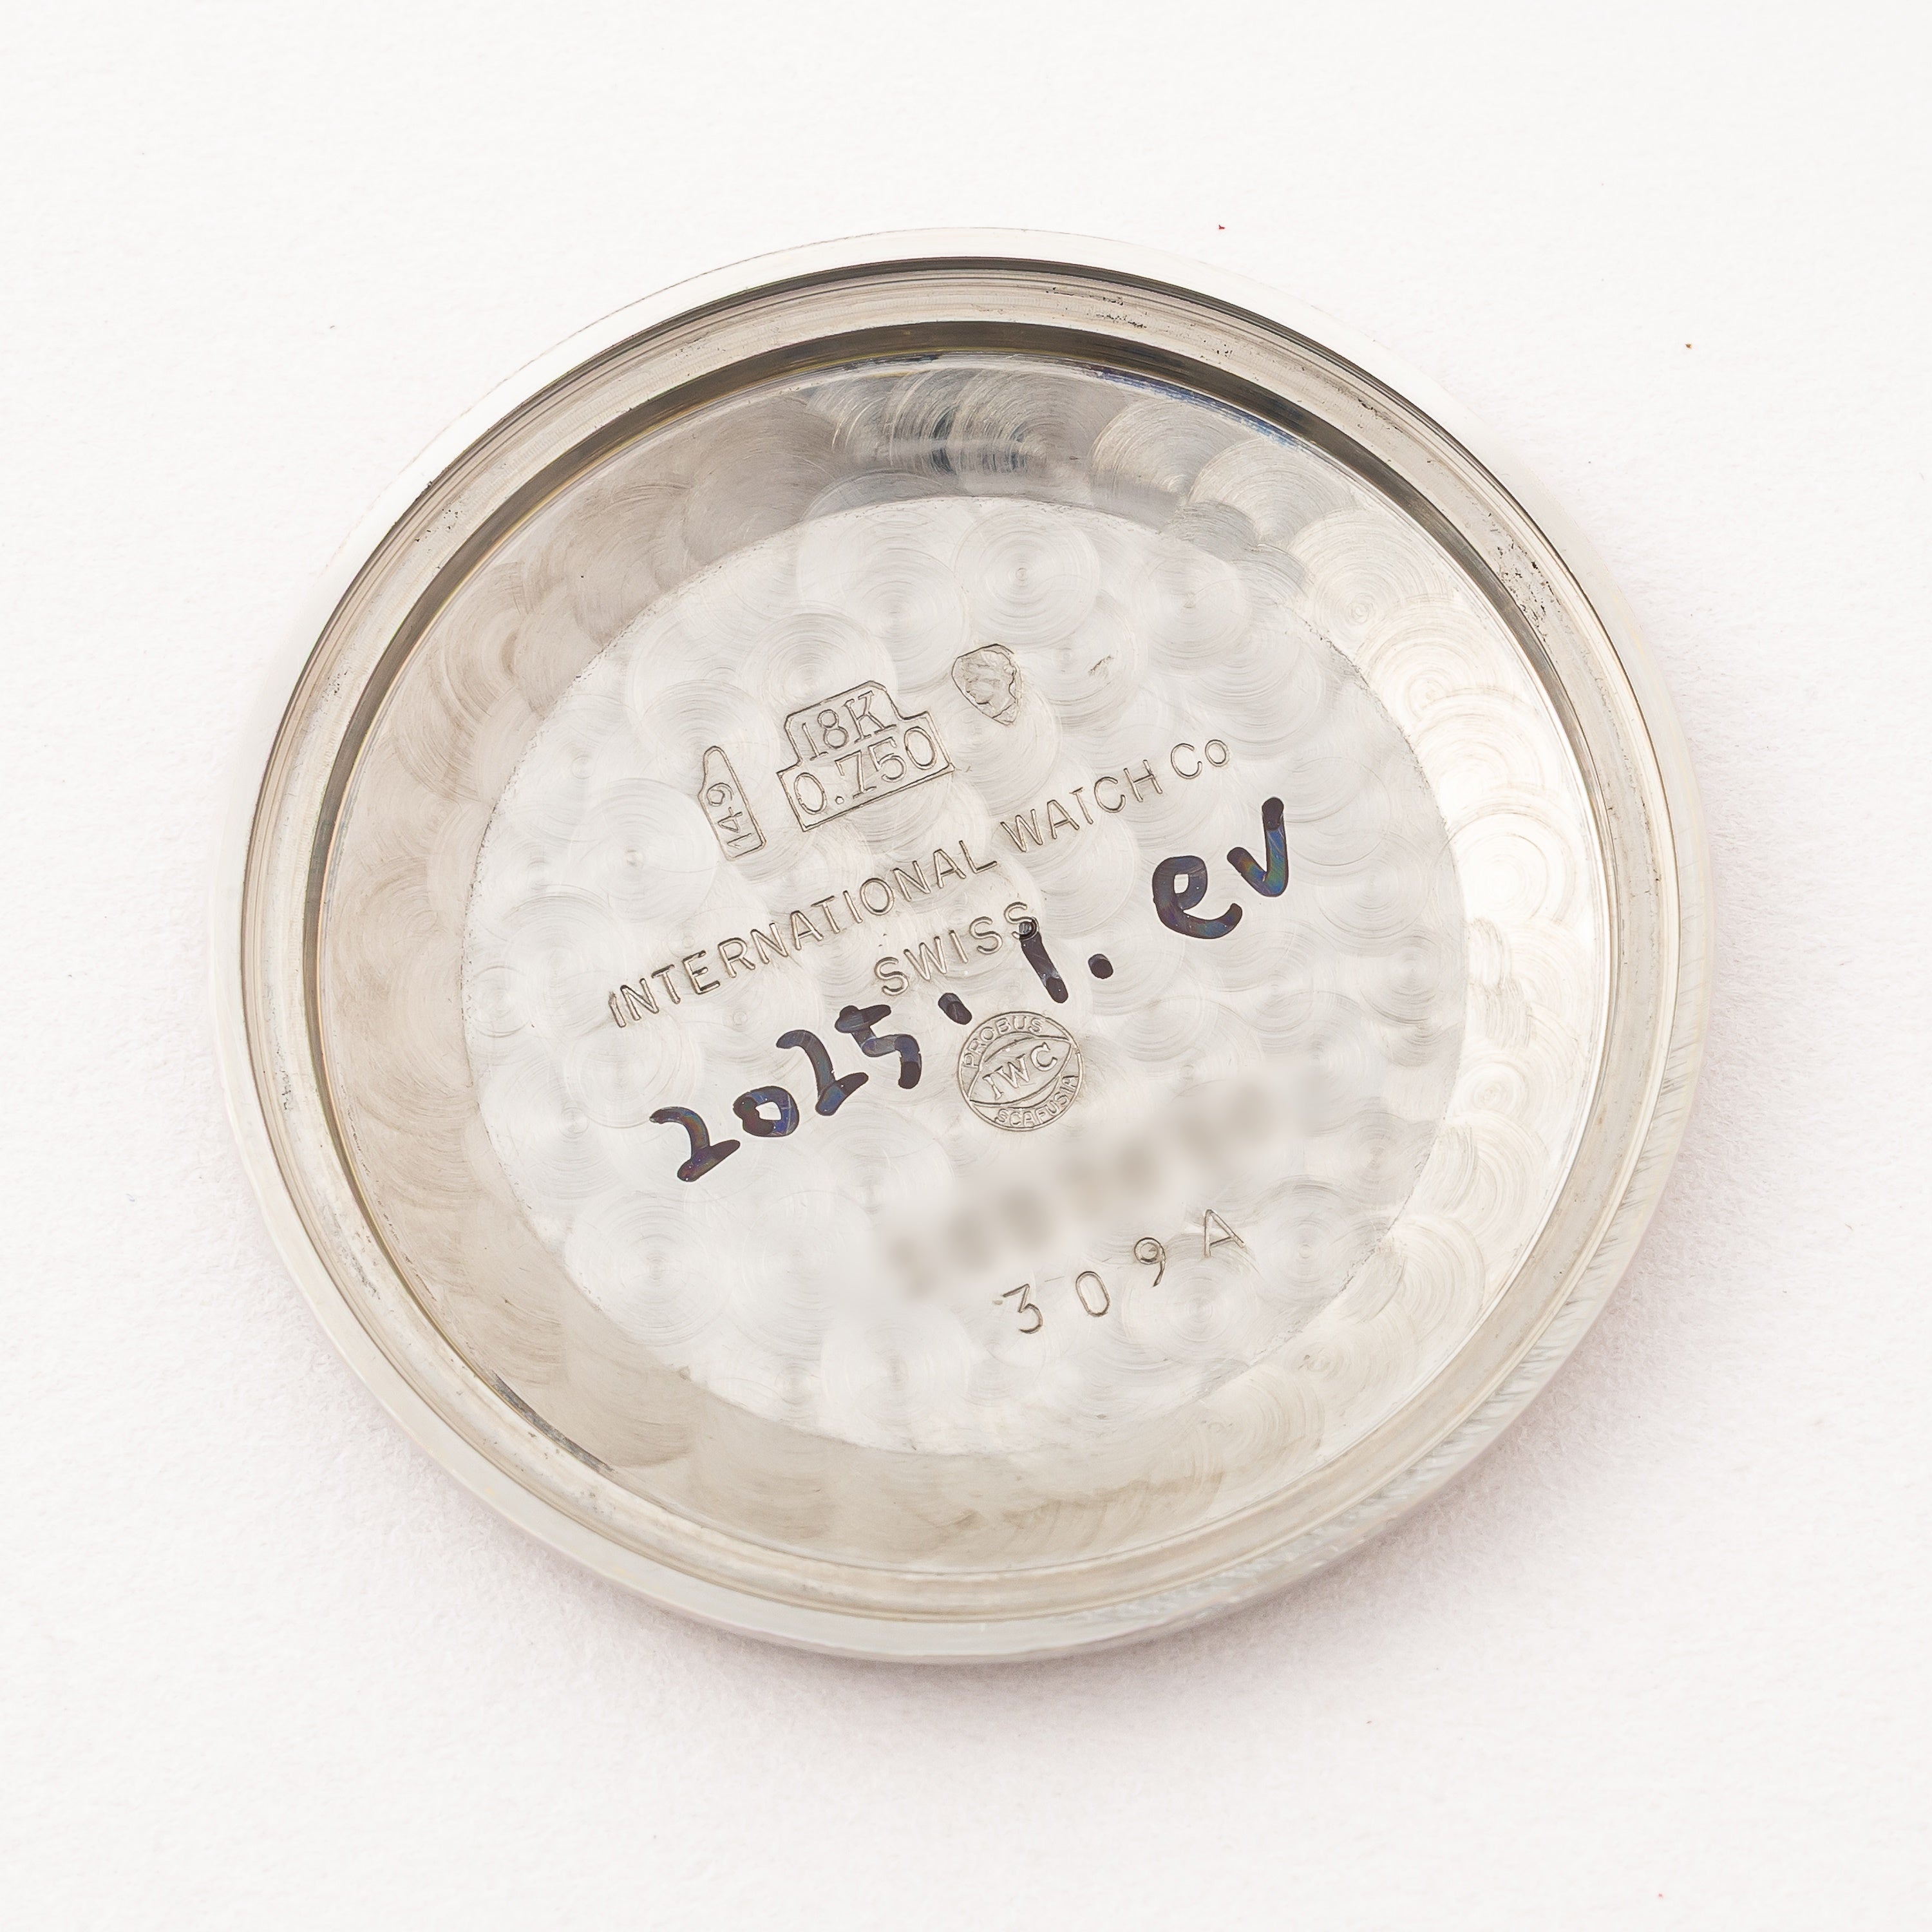 18K
0.750
149
INTERNATIONAL WATCH Co
SWISS
2025.1. ev
PROBUS
IWC
SCAFUSIA
309A